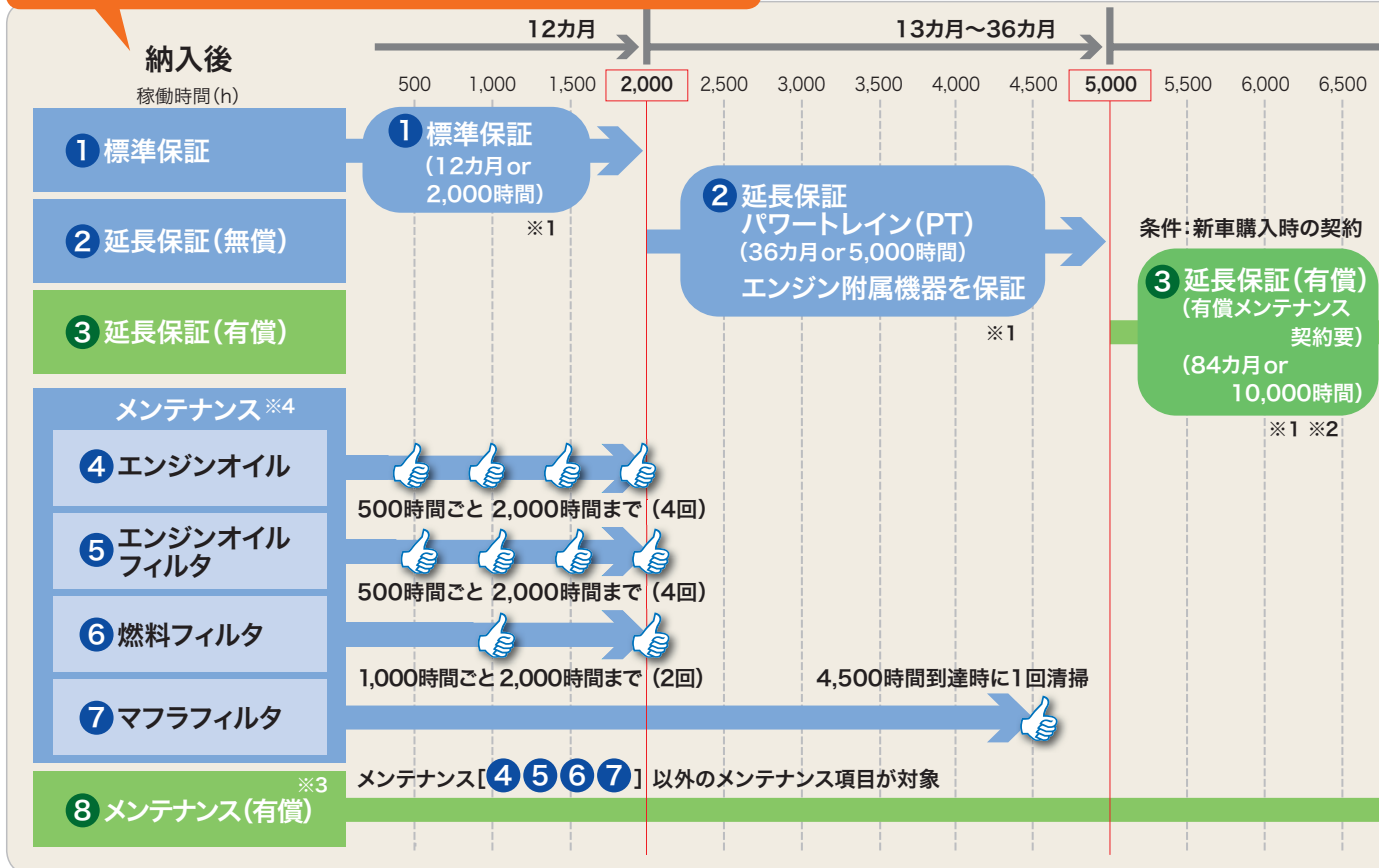 12カ月
13カ月〜36カ月
納入後
稼働時間(h)
500 1,000 1,500 2,000 2,500 3,000 3,500 4,000 4,500 5,000 5,500 6,000 6,500
1 標準保証
1 標準保証
(12カ月or
2,000時間)
※1
2 延長保証(無償)
2 延長保証
パワートレイン(PT)
(36カ月or5,000時間)
エンジン附属機器を保証
※1
3 延長保証(有償)
条件:新車購入時の契約
3 延長保証(有償)
(有償メンテナンス
契約要)
(84カ月or
10,000時間)
※1 ※2
メンテナンス※4
4 エンジンオイル
500時間ごと 2,000時間まで (4回)
5 エンジンオイル
フィルタ
500時間ごと 2,000時間まで (4回)
6 燃料フィルタ
1,000時間ごと 2,000時間まで (2回)
7 マフラフィルタ
4,500時間到達時に1回清掃
※3
8 メンテナンス(有償)
メンテナンス[4 5 6 7] 以外のメンテナンス項目が対象